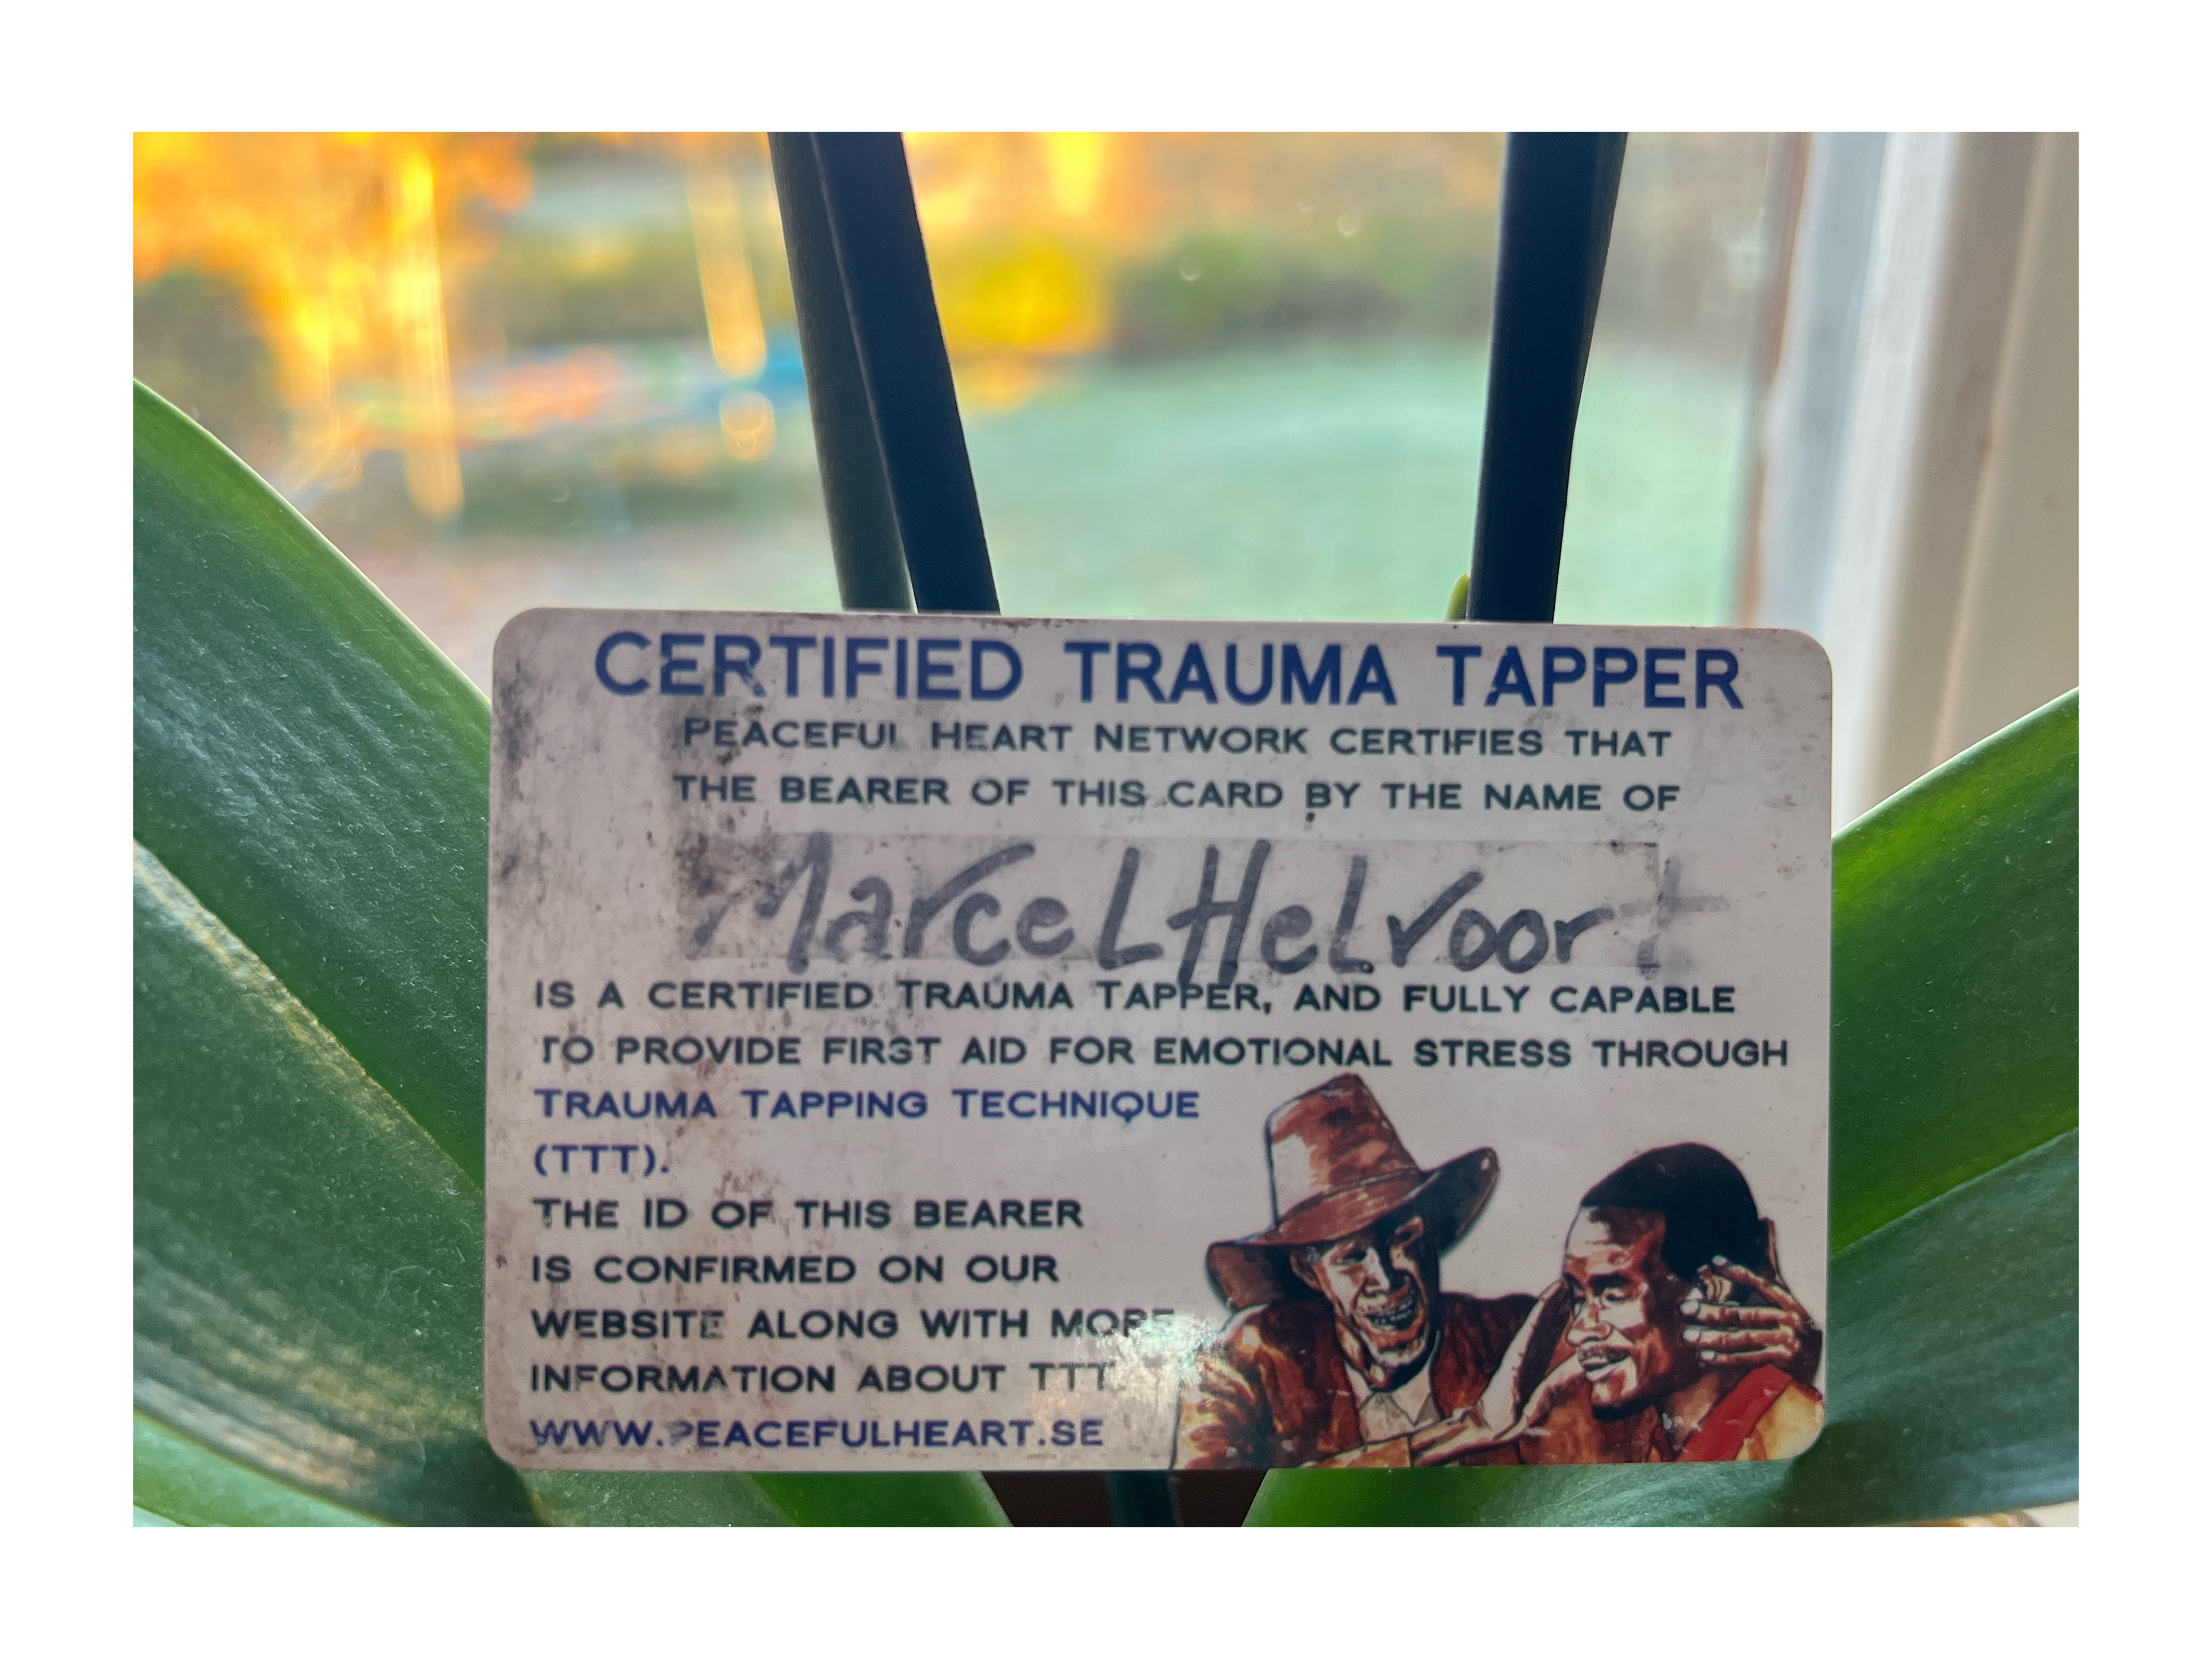 CERTIFIED TRAUMA TAPPER
PEACEFUL HEART NETWORK CERTIFIES THAT
THE BEARER OF THIS CARD BY THE NAME OF
Marcel Helvoort
IS A CERTIFIED TRAUMA TAPPER, AND FULLY CAPABLE
TO PROVIDE FIRST AID FOR EMOTIONAL STRESS THROUGH
TRAUMA TAPPING TECHNIQUE
(TTT).
THE ID OF THIS BEARER
IS CONFIRMED ON OUR
WEBSITE ALONG WITH MORE
INFORMATION ABOUT TTT.
WWW.PEACEFULHEART.SE